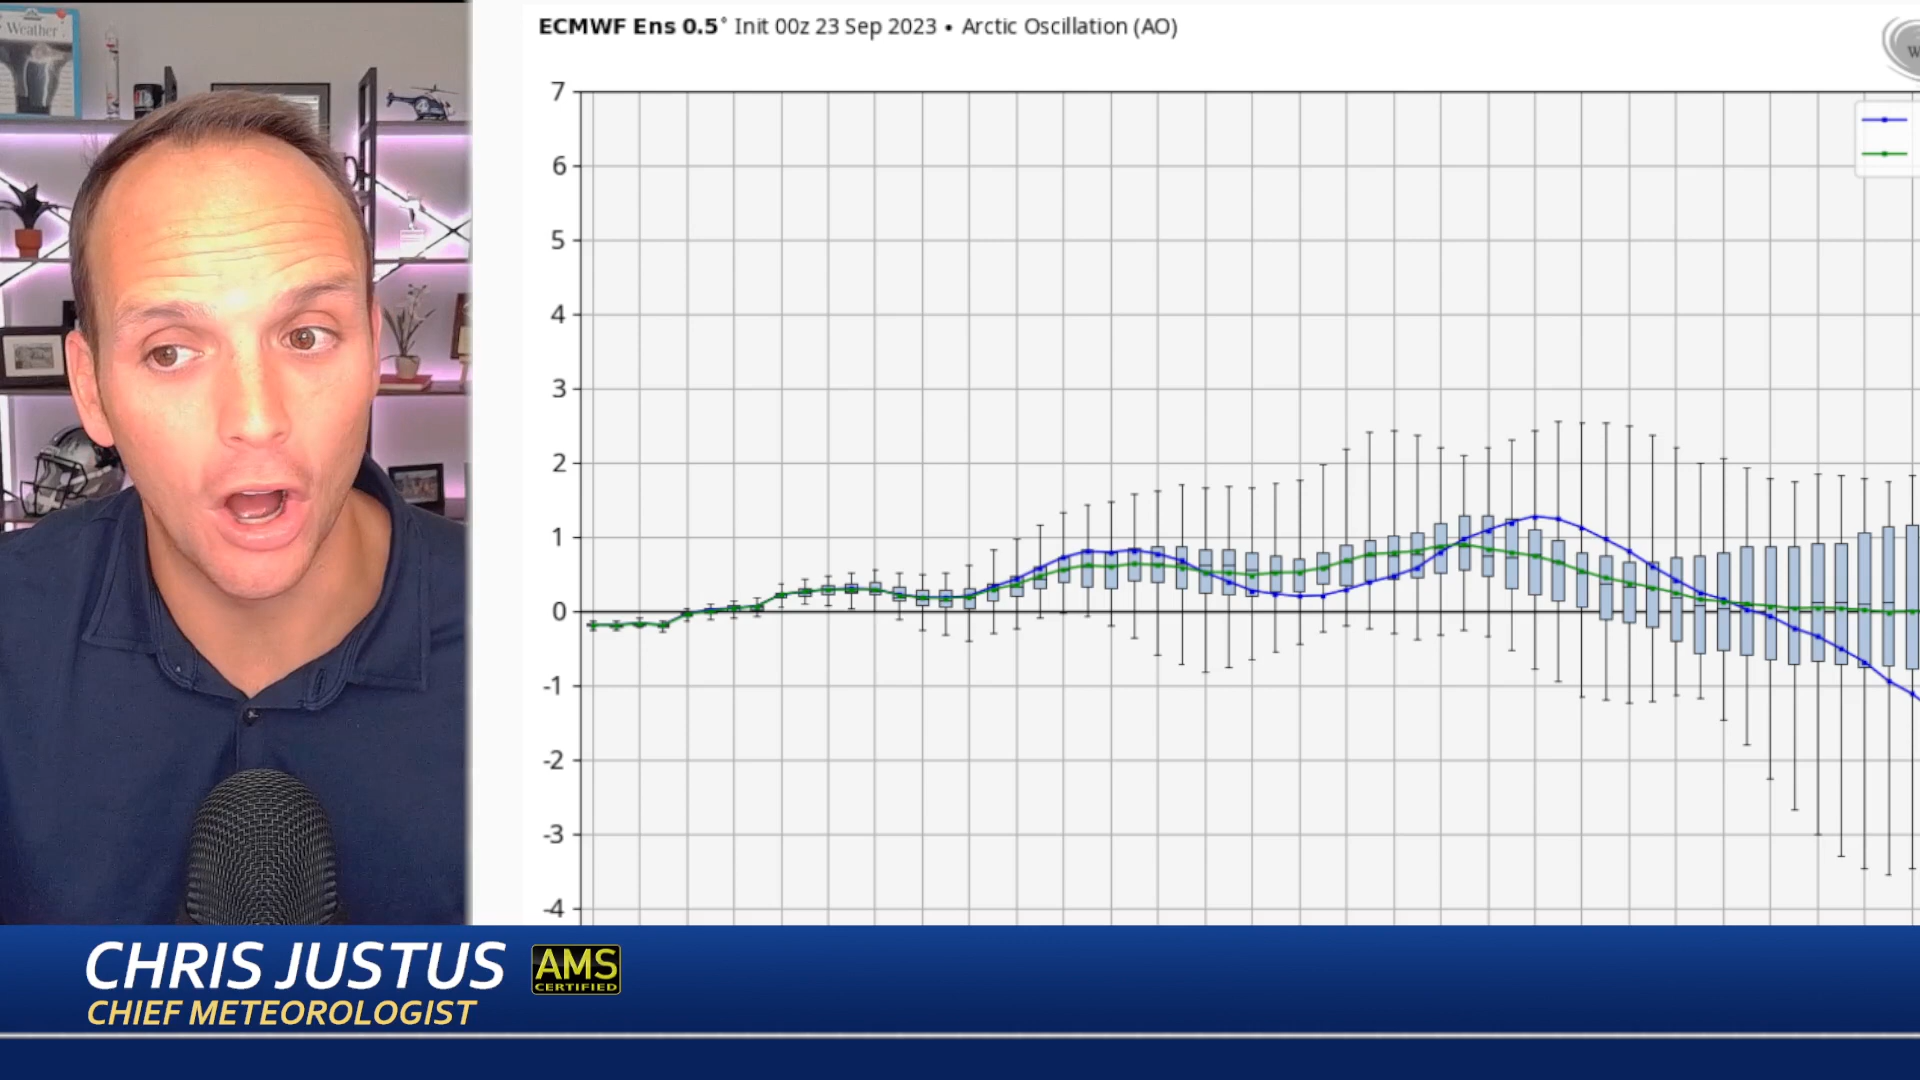 Weather
ECMWF Ens 0.5° Init 00z 23 Sep 2023 • Arctic Oscillation (AO)
W
7
6
5
4
3
2
1
0
-1
-2
-3
-4
CHRIS JUSTUS
AMS
CERTIFIED
CHIEF METEOROLOGIST